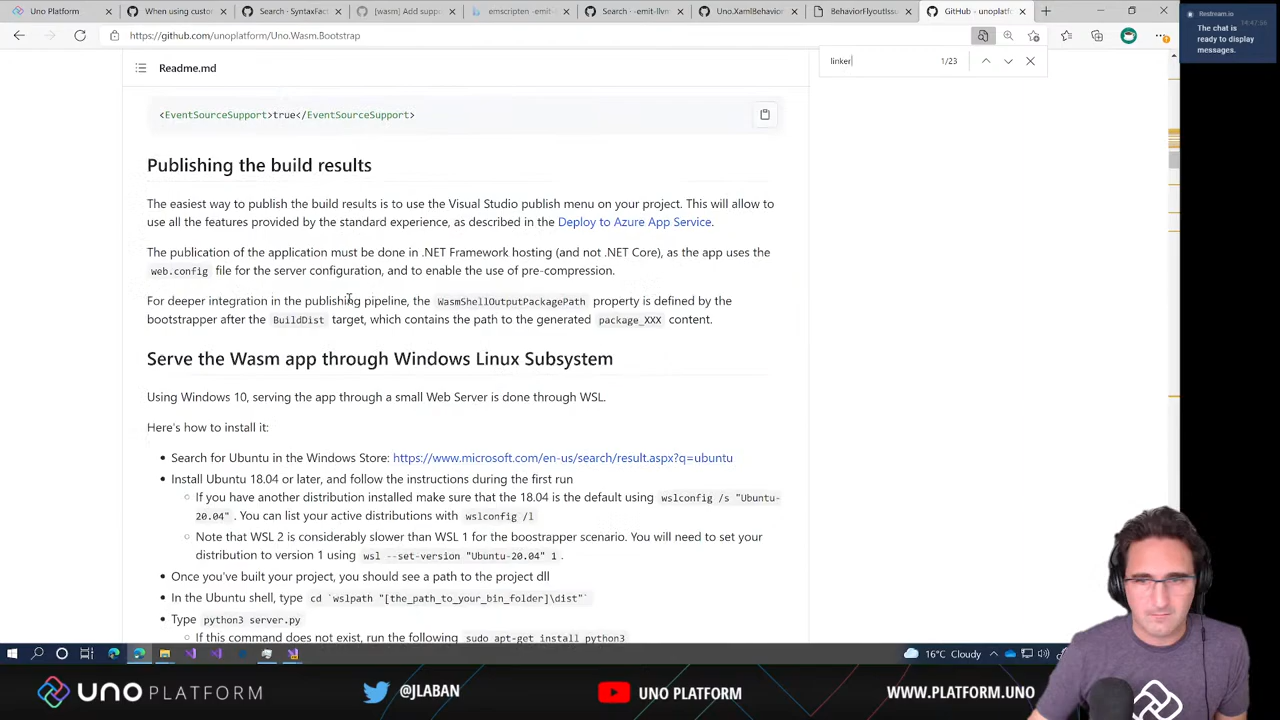 Uno Platform
When using custo
Search · SyntaxFac
[wasm] Add suppo
emscripten - emit-
Search · --emit-llvm
Uno.XamlBehavior
BehaviorFlyoutIssu
GitHub - unoplatfo
https://github.com/unoplatform/Uno.Wasm.Bootstrap
Restream.io
14:47:56
The chat is
ready to display
messages.
linker
1/23
Readme.md
<EventSourceSupport>true</EventSourceSupport>
Publishing the build results
The easiest way to publish the build results is to use the Visual Studio publish menu on your project. This will allow to
use all the features provided by the standard experience, as described in the Deploy to Azure App Service.
The publication of the application must be done in .NET Framework hosting (and not .NET Core), as the app uses the
web.config file for the server configuration, and to enable the use of pre-compression.
For deeper integration in the publishing pipeline, the WasmShellOutputPackagePath property is defined by the
bootstrapper after the BuildDist target, which contains the path to the generated package_XXX content.
Serve the Wasm app through Windows Linux Subsystem
Using Windows 10, serving the app through a small Web Server is done through WSL.
Here's how to install it:
• Search for Ubuntu in the Windows Store: https://www.microsoft.com/en-us/search/result.aspx?q=ubuntu
• Install Ubuntu 18.04 or later, and follow the instructions during the first run
○ If you have another distribution installed make sure that the 18.04 is the default using wslconfig /s "Ubuntu-
20.04" . You can list your active distributions with wslconfig /l
○ Note that WSL 2 is considerably slower than WSL 1 for the boostrapper scenario. You will need to set your
distribution to version 1 using wsl --set-version "Ubuntu-20.04" 1 .
• Once you've built your project, you should see a path to the project dll
• In the Ubuntu shell, type cd `wslpath "[the_path_to_your_bin_folder]\dist"`
• Type python3 server.py
○ If this command does not exist, run the following sudo apt-get install python3
16°C Cloudy
UNO PLATFORM
@JLABAN
UNO PLATFORM
WWW.PLATFORM.UNO